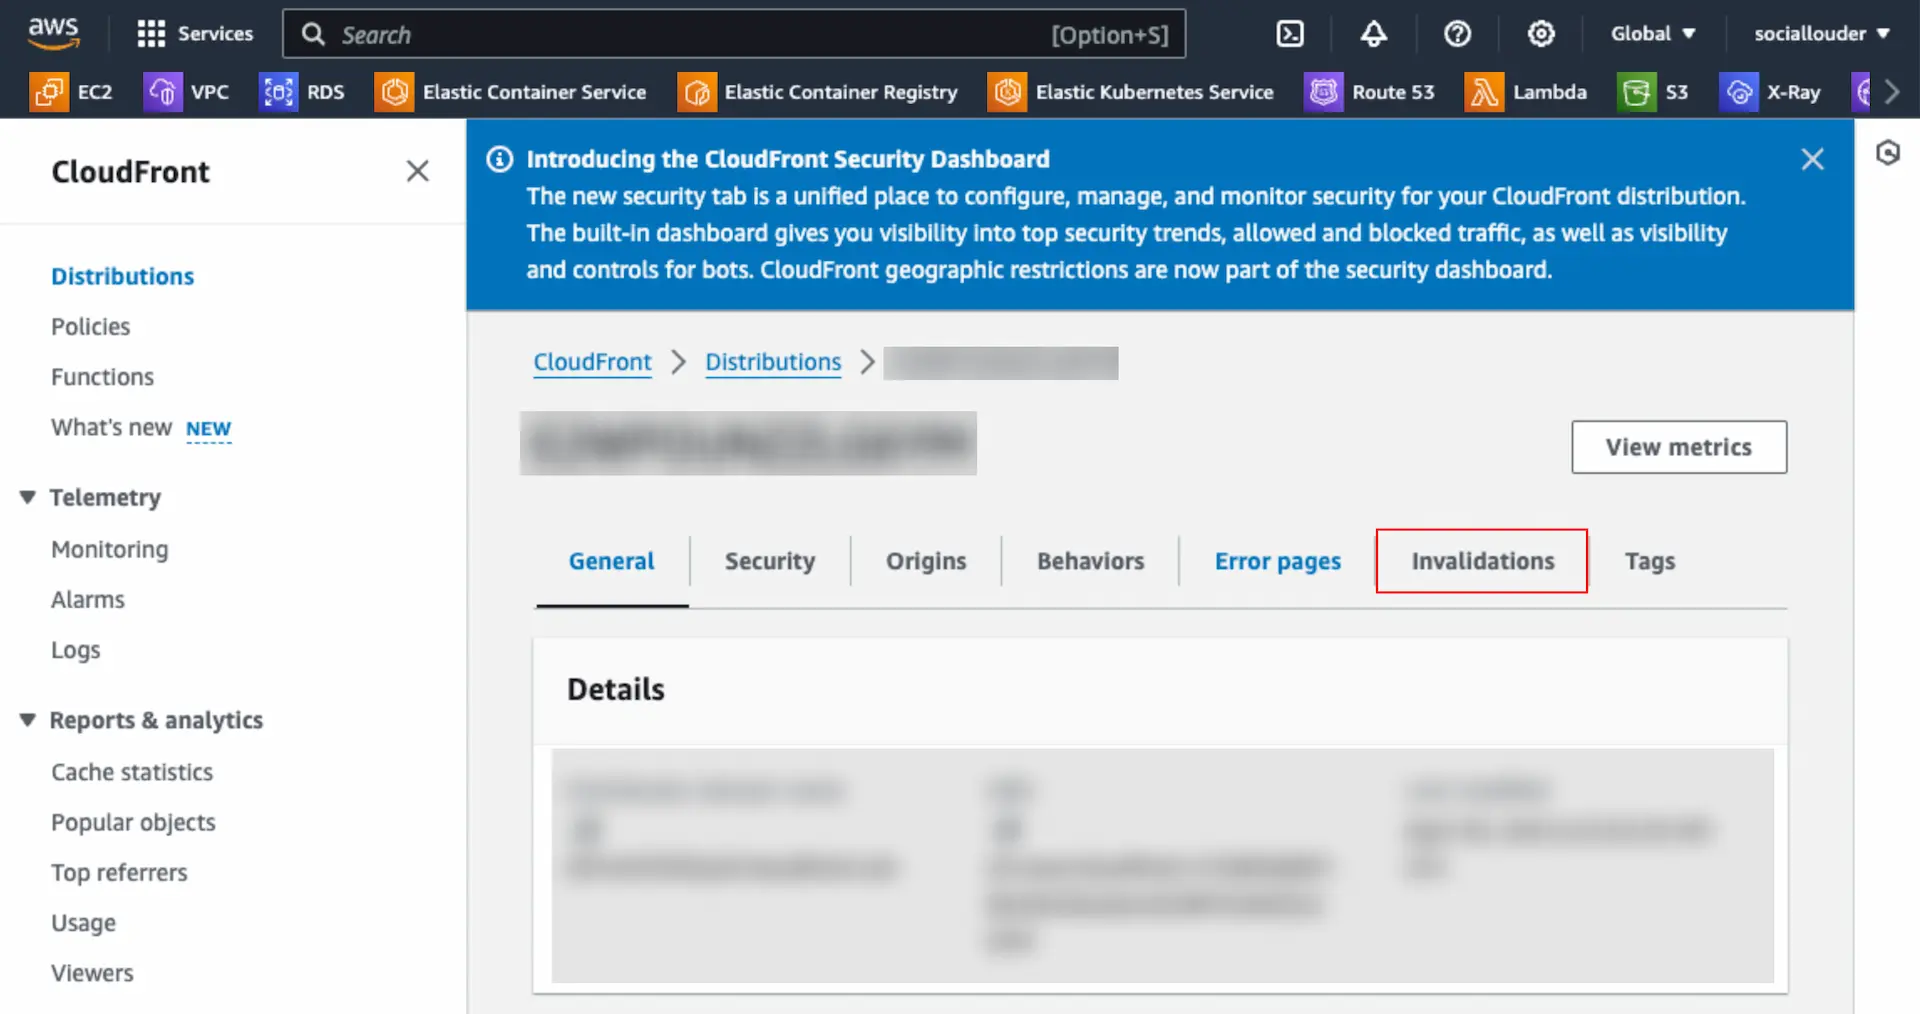 aws Services Search [Option+S] Global sociallouder
EC2 VPC RDS Elastic Container Service Elastic Container Registry Elastic Kubernetes Service Route 53 Lambda S3 X-Ray
CloudFront
Distributions
Policies
Functions
What's new NEW
Telemetry
Monitoring
Alarms
Logs
Reports & analytics
Cache statistics
Popular objects
Top referrers
Usage
Viewers
Introducing the CloudFront Security Dashboard
The new security tab is a unified place to configure, manage, and monitor security for your CloudFront distribution.
The built-in dashboard gives you visibility into top security trends, allowed and blocked traffic, as well as visibility
and controls for bots. CloudFront geographic restrictions are now part of the security dashboard.
CloudFront Distributions
View metrics
General Security Origins Behaviors Error pages Invalidations Tags
Details